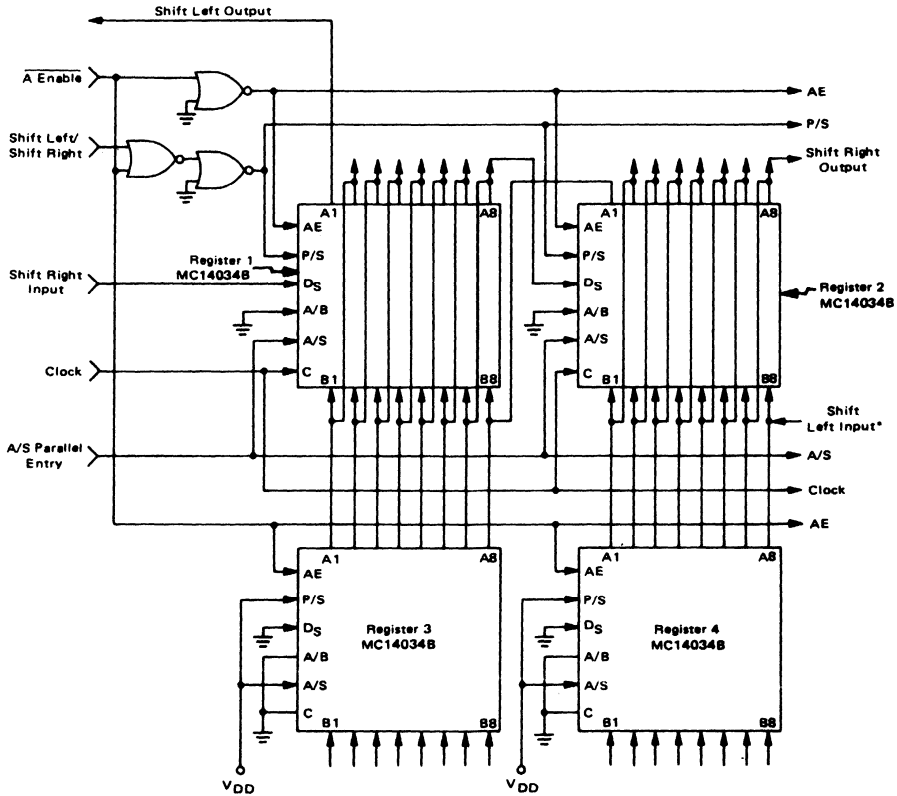 Shift Left Output
A Enable
AE
Shift Left/
Shift Right
P/S
Shift Right
Output
A1
A8
A1
A8
AE
AE
Register 1
MC14034B
P/S
P/S
Shift Right
Input
DS
DS
Register 2
MC14034B
A/B
A/B
A/S
A/S
Clock
C
C
B1
B8
B1
B8
Shift
Left Input*
A/S Parallel
Entry
A/S
Clock
AE
A1
A8
A1
A8
AE
AE
P/S
P/S
DS
Register 3
MC14034B
DS
Register 4
MC14034B
A/B
A/B
A/S
A/S
C
C
B1
B8
B1
B8
VDD
VDD